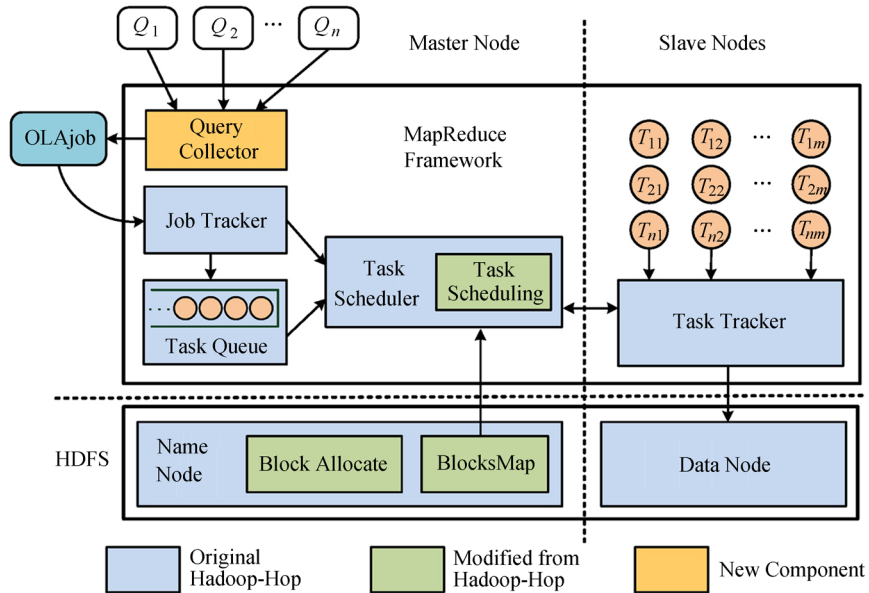 Q1 Q2 ··· Qn
Master Node
Slave Nodes
OLAjob
Query
Collector
MapReduce
Framework
T11 T12 ··· T1m
T21 T22 ··· T2m
Tn1 Tn2 ··· Tnm
Job Tracker
Task
Scheduler
Task
Scheduling
···
Task Queue
Task Tracker
HDFS
Name
Node
Block Allocate
BlocksMap
Data Node
Original
Hadoop-Hop
Modified from
Hadoop-Hop
New Component